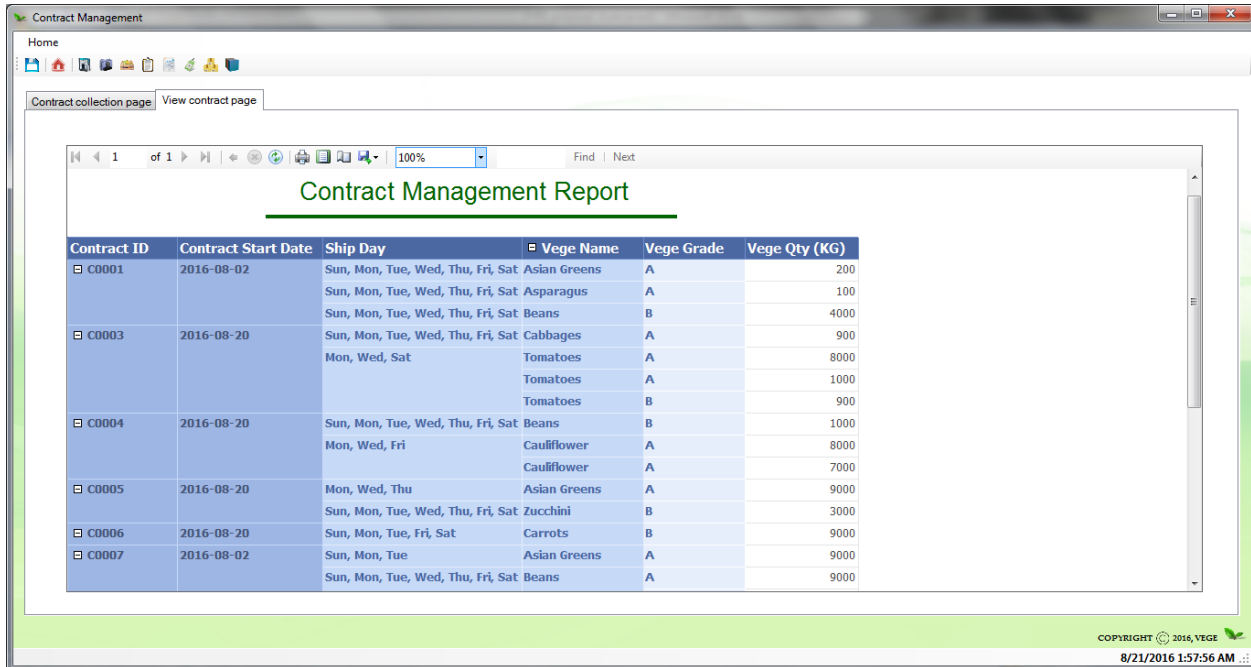 Contract Management
Home
Contract collection page View contract page
1 of 1 100% Find | Next
Contract Management Report
Contract ID Contract Start Date Ship Day Vege Name Vege Grade Vege Qty (KG)
C0001 2016-08-02 Sun, Mon, Tue, Wed, Thu, Fri, Sat Asian Greens A 200
Sun, Mon, Tue, Wed, Thu, Fri, Sat Asparagus A 100
Sun, Mon, Tue, Wed, Thu, Fri, Sat Beans B 4000
C0003 2016-08-20 Sun, Mon, Tue, Wed, Thu, Fri, Sat Cabbages A 900
Mon, Wed, Sat Tomatoes A 8000
Tomatoes A 1000
Tomatoes B 900
C0004 2016-08-20 Sun, Mon, Tue, Wed, Thu, Fri, Sat Beans B 1000
Mon, Wed, Fri Cauliflower A 8000
Cauliflower A 7000
C0005 2016-08-20 Mon, Wed, Thu Asian Greens A 9000
Sun, Mon, Tue, Wed, Thu, Fri, Sat Zucchini B 3000
C0006 2016-08-20 Sun, Mon, Tue, Fri, Sat Carrots B 9000
C0007 2016-08-02 Sun, Mon, Tue Asian Greens A 9000
Sun, Mon, Tue, Wed, Thu, Fri, Sat Beans A 9000
COPYRIGHT © 2016, VEGE
8/21/2016 1:57:56 AM